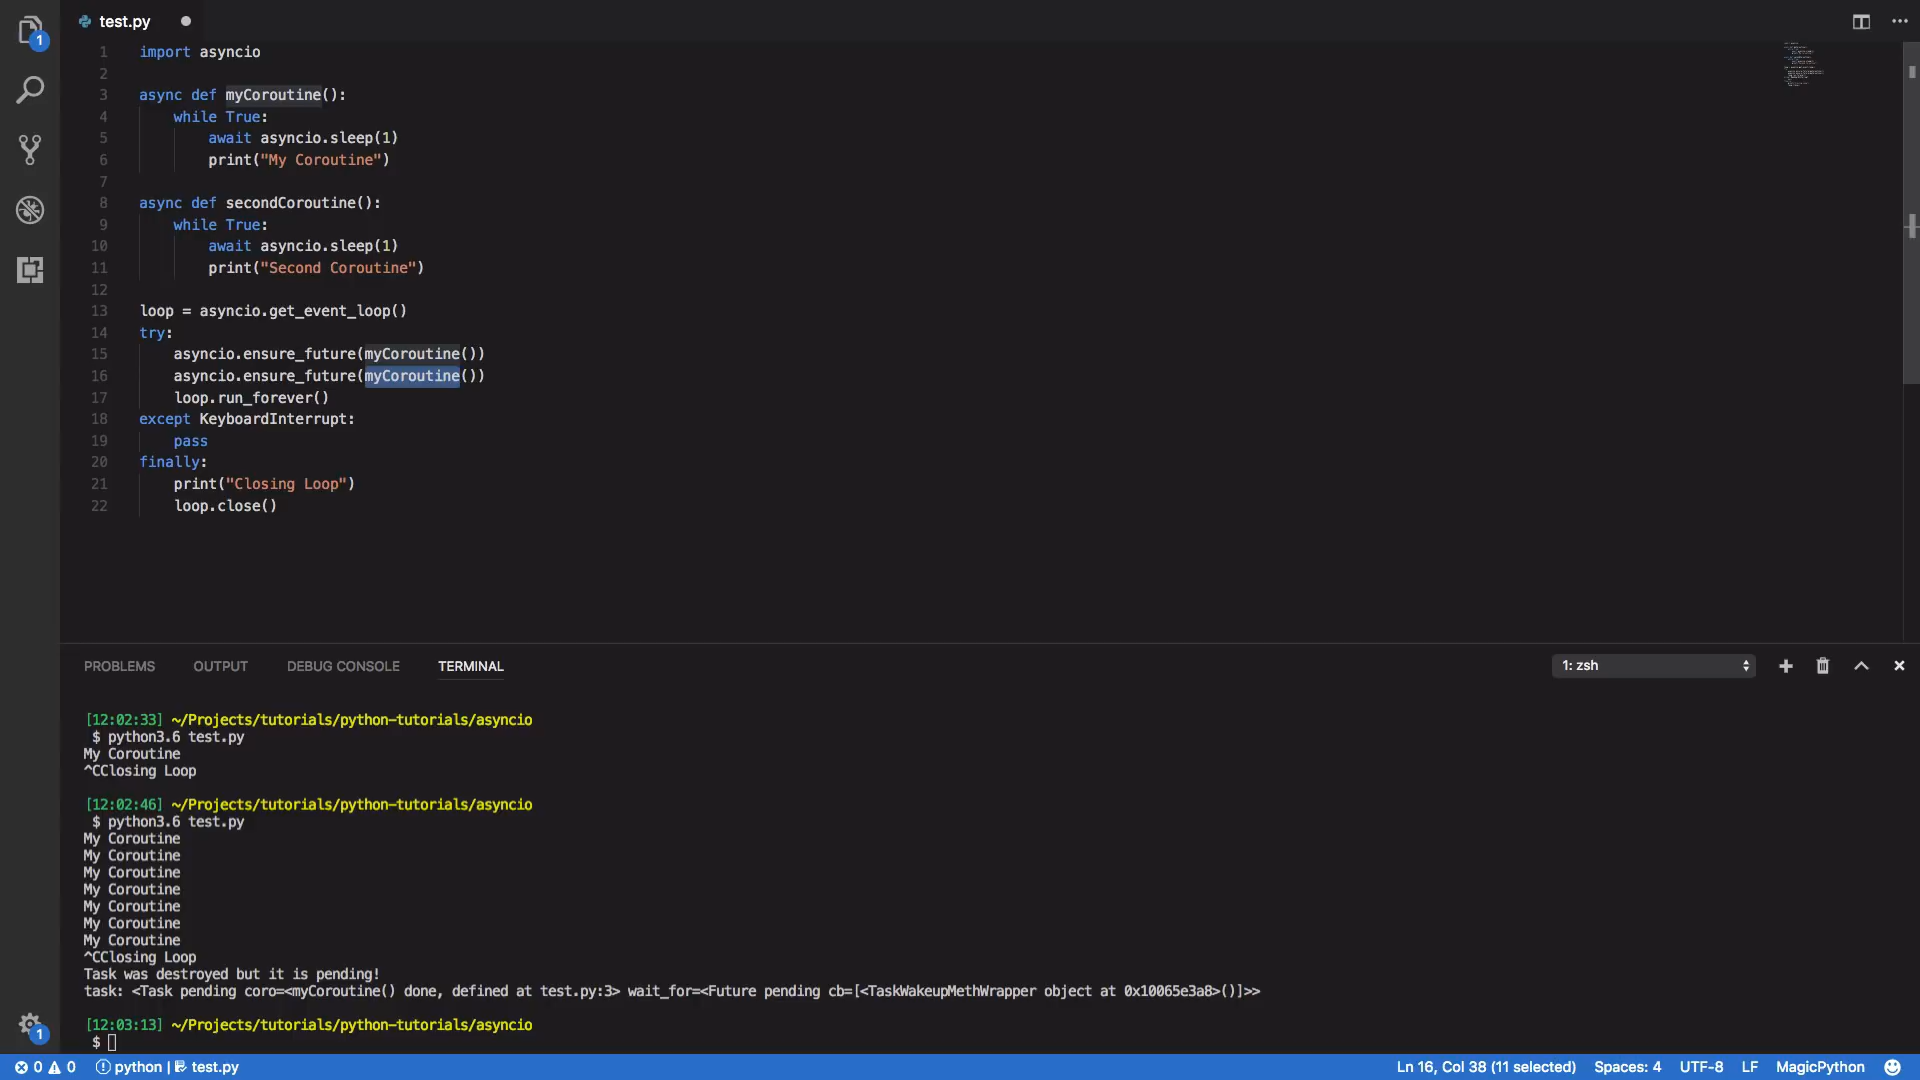 1
test.py
1 import asyncio
2
3 async def myCoroutine():
4 while True:
5 await asyncio.sleep(1)
6 print("My Coroutine")
7
8 async def secondCoroutine():
9 while True:
10 await asyncio.sleep(1)
11 print("Second Coroutine")
12
13 loop = asyncio.get_event_loop()
14 try:
15 asyncio.ensure_future(myCoroutine())
16 asyncio.ensure_future(myCoroutine())
17 loop.run_forever()
18 except KeyboardInterrupt:
19 pass
20 finally:
21 print("Closing Loop")
22 loop.close()
PROBLEMS OUTPUT DEBUG CONSOLE TERMINAL 1: zsh
[12:02:33] ~/Projects/tutorials/python-tutorials/asyncio
$ python3.6 test.py
My Coroutine
^CClosing Loop
[12:02:46] ~/Projects/tutorials/python-tutorials/asyncio
$ python3.6 test.py
My Coroutine
My Coroutine
My Coroutine
My Coroutine
My Coroutine
My Coroutine
My Coroutine
^CClosing Loop
Task was destroyed but it is pending!
task: <Task pending coro=<myCoroutine() done, defined at test.py:3> wait_for=<Future pending cb=[<TaskWakeupMethWrapper object at 0x10065e3a8>()]>>
[12:03:13] ~/Projects/tutorials/python-tutorials/asyncio
$
1
0 0 python | test.py Ln 16, Col 38 (11 selected) Spaces: 4 UTF-8 LF MagicPython